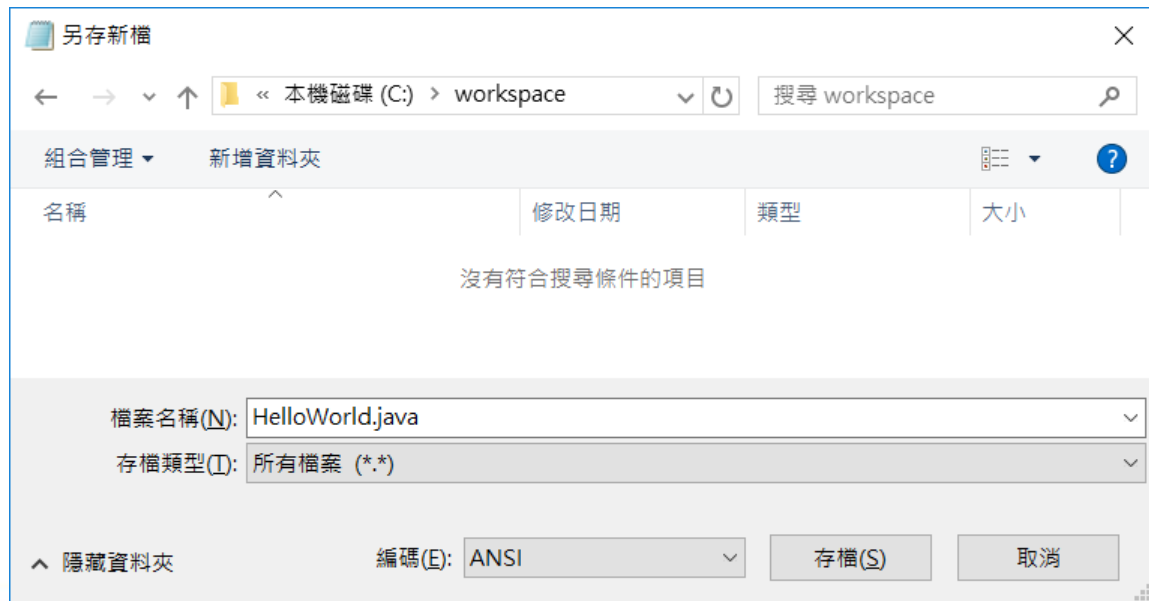 另存新檔
« 本機磁碟 (C:) > workspace
搜尋 workspace
組合管理 新增資料夾
?
名稱 修改日期 類型 大小
沒有符合搜尋條件的項目
檔案名稱(N): HelloWorld.java
存檔類型(T): 所有檔案 (*.*)
隱藏資料夾 編碼(E): ANSI 存檔(S) 取消